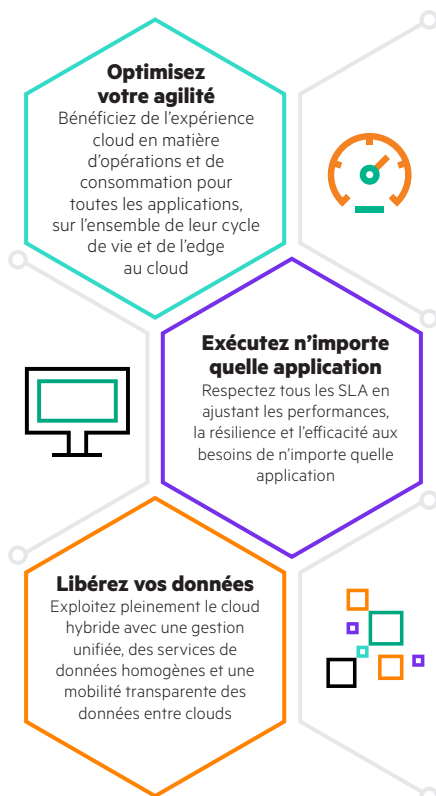 Optimisez
votre agilité
Bénéficiez de l’expérience
cloud en matière
d’opérations et de
consommation pour
toutes les applications,
sur l’ensemble de leur cycle
de vie et de l’edge
au cloud
Exécutez n’importe
quelle application
Respectez tous les SLA en
ajustant les performances,
la résilience et l’efficacité aux
besoins de n’importe quelle
application
Libérez vos données
Exploitez pleinement le cloud
hybride avec une gestion
unifiée, des services de
données homogènes et une
mobilité transparente des
données entre clouds